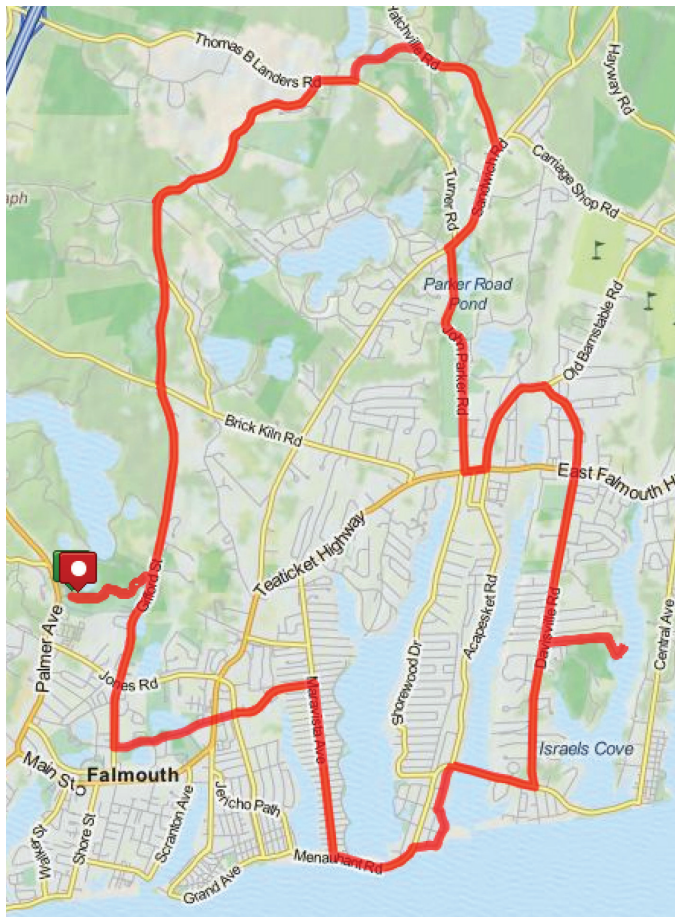 Hatchville Rd
Thomas B Landers Rd
Hayway Rd
Sandwich Rd
Carriage Shop Rd
Turner Rd
aph
Parker Road
Pond
Old Barnstable Rd
John Parker Rd
Brick Kiln Rd
East Falmouth H
Teaticket Highway
Gifford St
Palmer Ave
Acapesket Rd
Davisville Rd
Central Ave
Shorewood Dr
Jones Rd
Maravista Ave
Israels Cove
Main St
Falmouth
Jericho Path
Scranton Ave
Shore St
Walker St
Menauhant Rd
Grand Ave